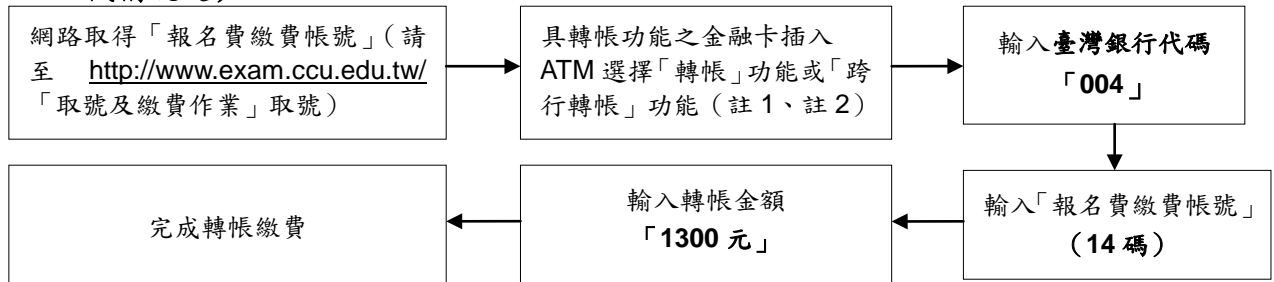 網路取得「報名費繳費帳號」（請
至 http://www.exam.ccu.edu.tw/
「取號及繳費作業」取號）
具轉帳功能之金融卡插入
ATM 選擇「轉帳」功能或「跨
行轉帳」功能（註 1、註 2）
輸入臺灣銀行代碼
「004」
輸入「報名費繳費帳號」
（14 碼）
輸入轉帳金額
「1300 元」
完成轉帳繳費